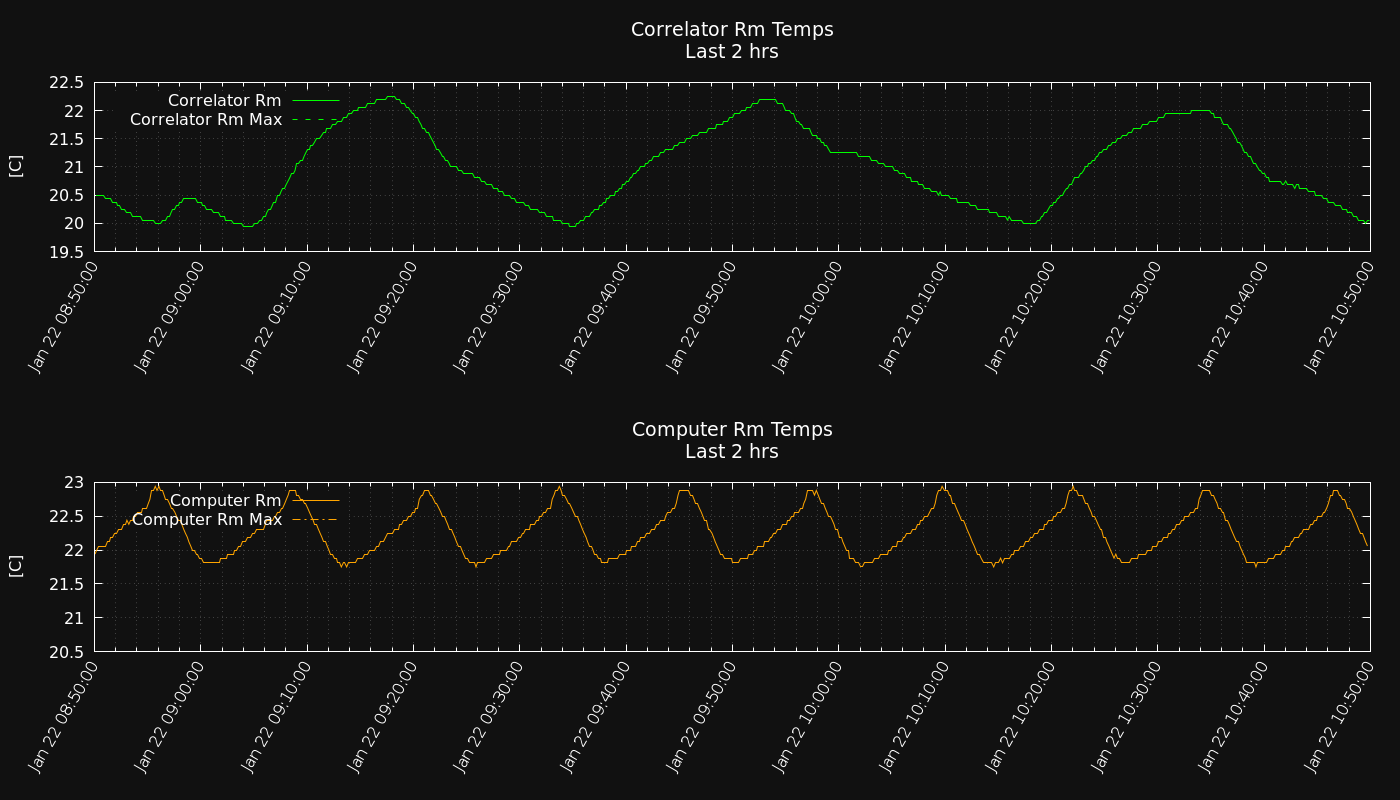 Correlator Rm Temps
Last 2 hrs
22.5
22
21.5
21
20.5
20
19.5
[C]
Correlator Rm
Correlator Rm Max
Jan 22 08:50:00
Jan 22 09:00:00
Jan 22 09:10:00
Jan 22 09:20:00
Jan 22 09:30:00
Jan 22 09:40:00
Jan 22 09:50:00
Jan 22 10:00:00
Jan 22 10:10:00
Jan 22 10:20:00
Jan 22 10:30:00
Jan 22 10:40:00
Jan 22 10:50:00
Computer Rm Temps
Last 2 hrs
23
22.5
22
21.5
21
20.5
[C]
Computer Rm
Computer Rm Max
Jan 22 08:50:00
Jan 22 09:00:00
Jan 22 09:10:00
Jan 22 09:20:00
Jan 22 09:30:00
Jan 22 09:40:00
Jan 22 09:50:00
Jan 22 10:00:00
Jan 22 10:10:00
Jan 22 10:20:00
Jan 22 10:30:00
Jan 22 10:40:00
Jan 22 10:50:00